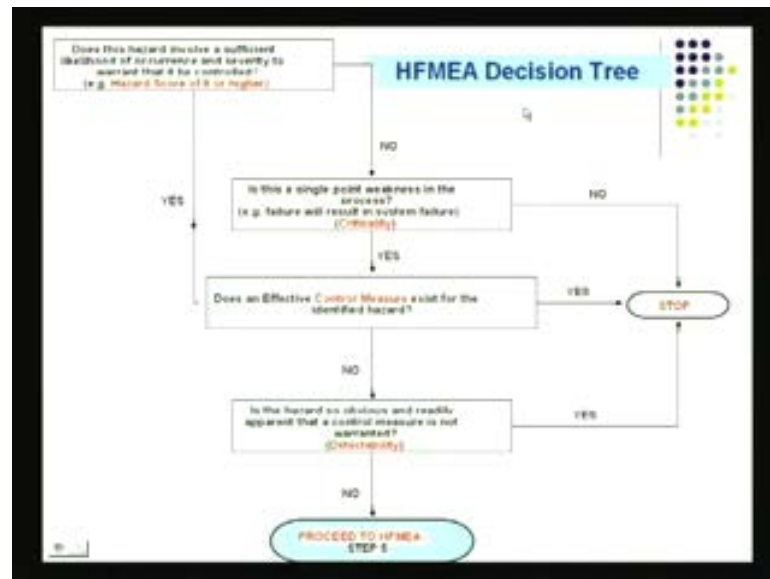 Does this hazard involve a sufficient
likelihood of occurrence and severity to
warrant that it be controlled?
(e.g. Hazard Score of 8 or higher)
HFMEA Decision Tree
NO
YES
Is this a single point weakness in the
process?
(e.g. failure will result in system failure)
(Criticality)
NO
YES
Does an Effective Control Measure exist for the
identified hazard?
YES
STOP
NO
Is the hazard so obvious and readily
apparent that a control measure is not
warranted?
(Detectability)
YES
NO
PROCEED TO HFMEA
STEP 5